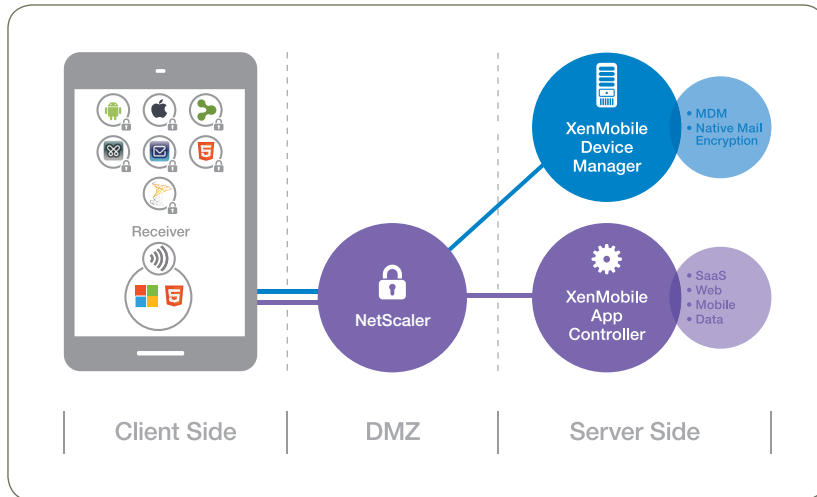 Receiver
NetScaler
XenMobile
Device
Manager
• MDM
• Native Mail
Encryption
XenMobile
App
Controller
• SaaS
• Web
• Mobile
• Data
Client Side
DMZ
Server Side